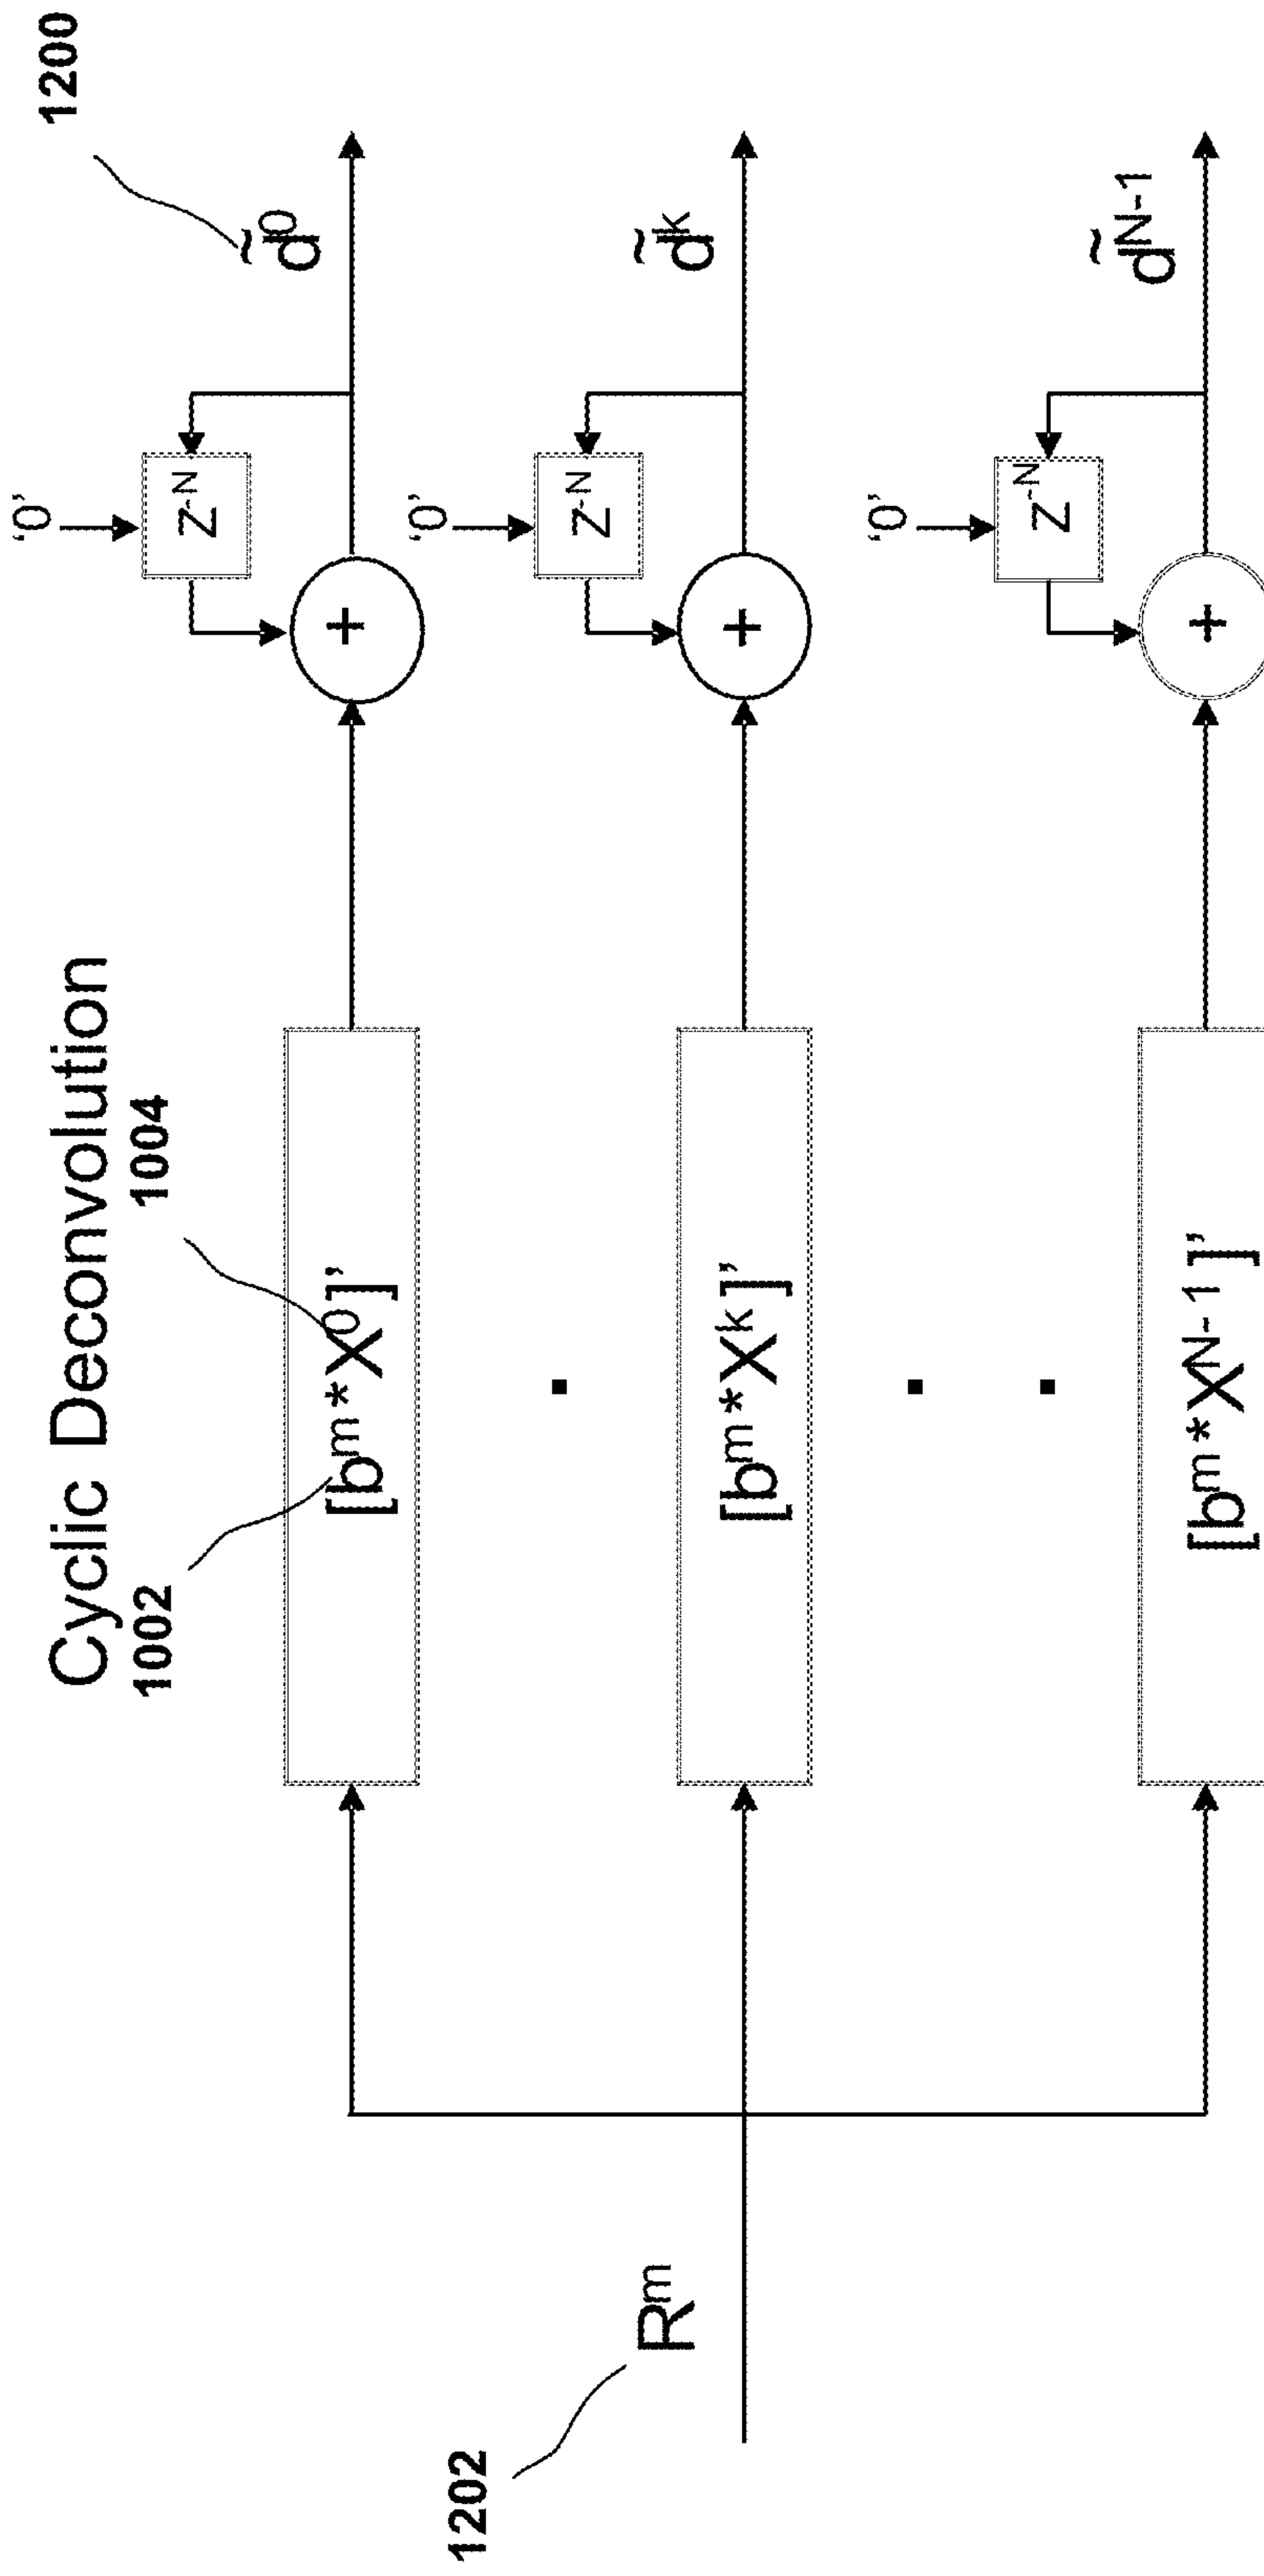 Cyclic Deconvolution
1200
1002
1004
1202
R^m
[b^m*X^0]'
'0'
Z^-N
+
d̃^0
[b^m*X^k]'
'0'
Z^-N
+
d̃^k
[b^m*X^N-1]'
'0'
Z^-N
+
d̃^N-1